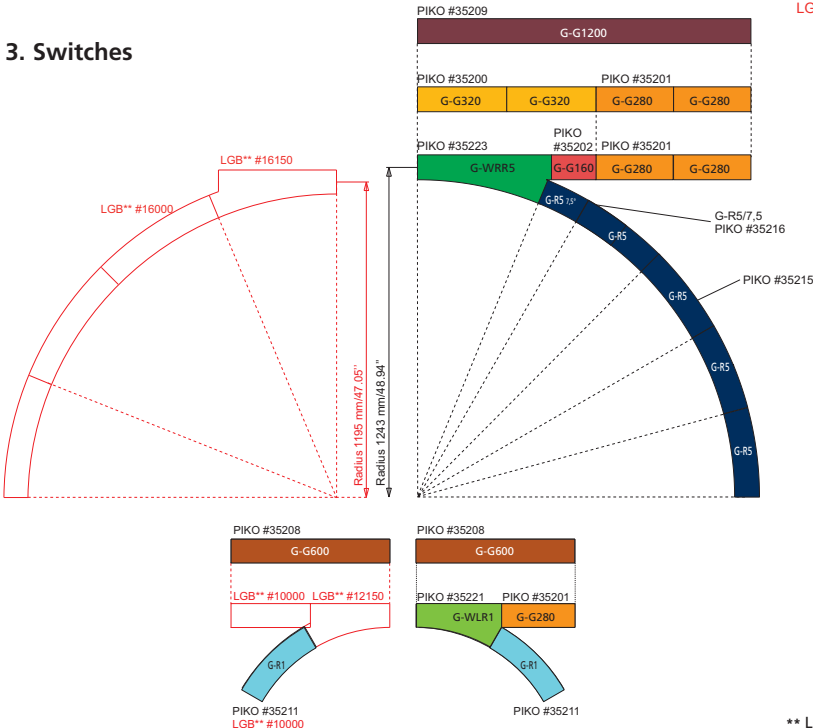 PIKO #35209
LG
G-G1200
3. Switches
PIKO #35200
PIKO #35201
G-G320
G-G320
G-G280
G-G280
PIKO #35223
PIKO
#35202
PIKO #35201
G-WRR5
G-G160
G-G280
G-G280
LGB** #16150
LGB** #16000
G-R5 7,5°
G-R5/7,5
PIKO #35216
G-R5
PIKO #35215
G-R5
G-R5
G-R5
Radius 1195 mm/47.05''
Radius 1243 mm/48.94"
PIKO #35208
PIKO #35208
G-G600
G-G600
LGB** #10000
LGB** #12150
PIKO #35221
PIKO #35201
G-WLR1
G-G280
G-R1
G-R1
PIKO #35211
LGB** #10000
PIKO #35211
** L